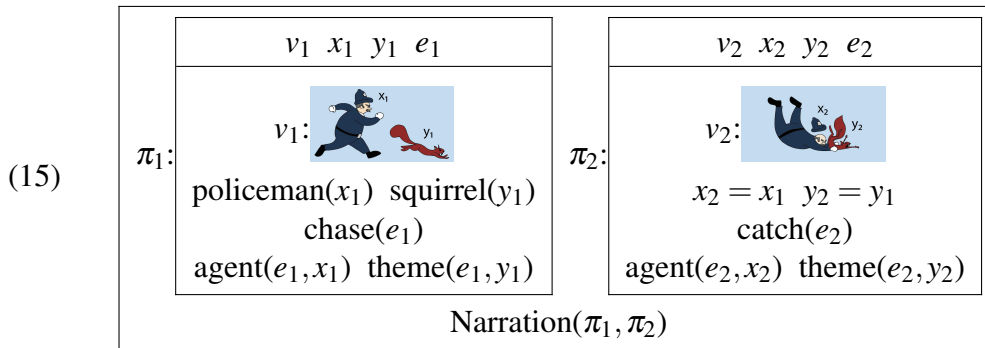 (15)
π₁:
v₁ x₁ y₁ e₁
v₁:
x₁
y₁
policeman(x₁) squirrel(y₁)
chase(e₁)
agent(e₁,x₁) theme(e₁,y₁)
π₂:
v₂ x₂ y₂ e₂
v₂:
x₂
y₂
x₂ = x₁ y₂ = y₁
catch(e₂)
agent(e₂,x₂) theme(e₂,y₂)
Narration(π₁,π₂)